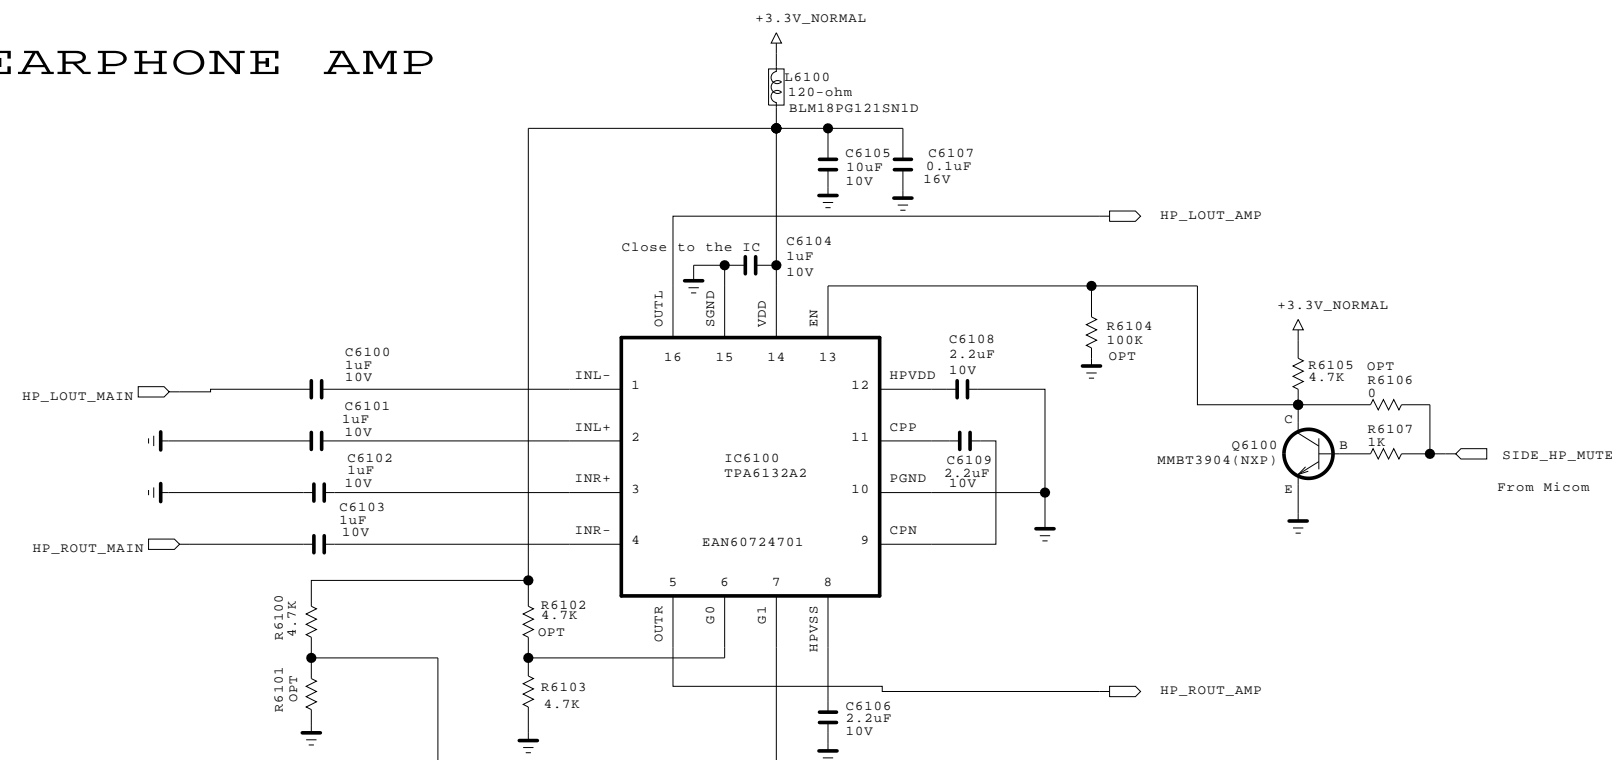 +3.3V_NORMAL
EARPHONE AMP
L6100
120-ohm
BLM18PG121SN1D
C6105
10uF
10V
C6107
0.1uF
16V
HP_LOUT_AMP
Close to the IC
C6104
1uF
10V
OUTL
SGND
VDD
EN
16
15
14
13
R6104
100K
OPT
+3.3V_NORMAL
R6105
4.7K
OPT
R6106
0
R6107
1K
C
B
E
Q6100
MMBT3904(NXP)
SIDE_HP_MUTE
From Micom
HP_LOUT_MAIN
C6100
1uF
10V
C6101
1uF
10V
C6102
1uF
10V
C6103
1uF
10V
HP_ROUT_MAIN
INL-
1
INL+
2
INR+
3
INR-
4
IC6100
TPA6132A2
EAN60724701
12
HPVDD
11
CPP
10
PGND
9
CPN
C6108
2.2uF
10V
C6109
2.2uF
10V
5
6
7
8
OUTR
G0
G1
HPVSS
R6100
4.7K
R6101
OPT
R6102
4.7K
OPT
R6103
4.7K
HP_ROUT_AMP
C6106
2.2uF
10V